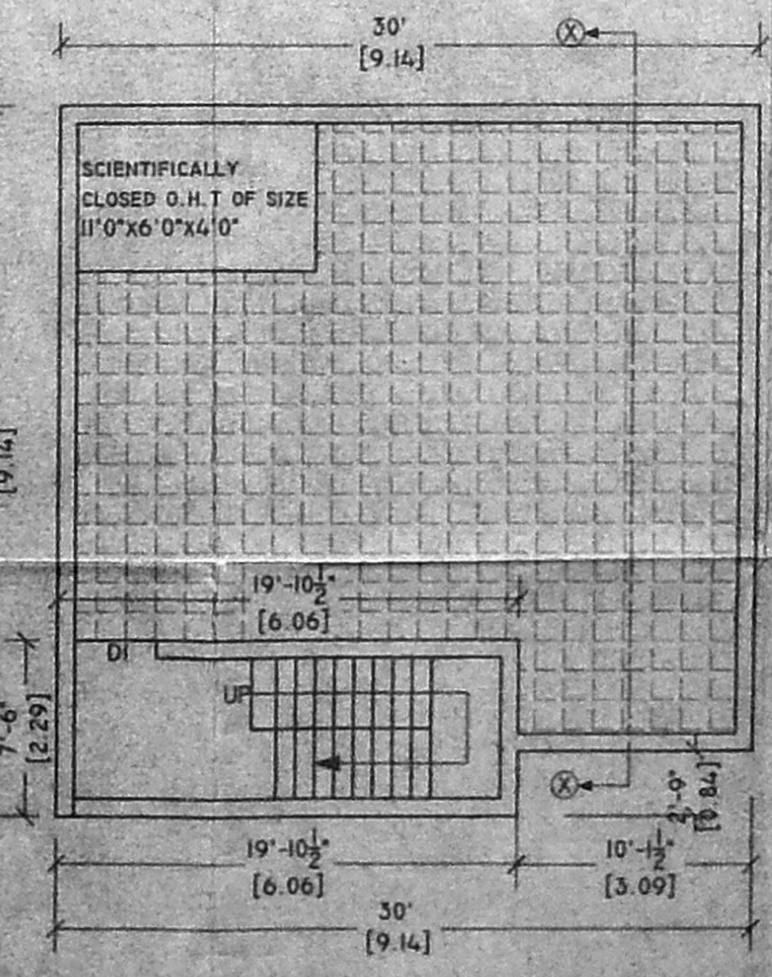 30'
[9.14]
X
SCIENTIFICALLY
CLOSED O.H.T OF SIZE
11'0"X6'0"X4'0"
[9.14]
19'-10½"
[6.06]
D1
UP
7'-6"
[2.29]
X
2'-9"
[0.84]
19'-10½"
[6.06]
10'-1½"
[3.09]
30'
[9.14]